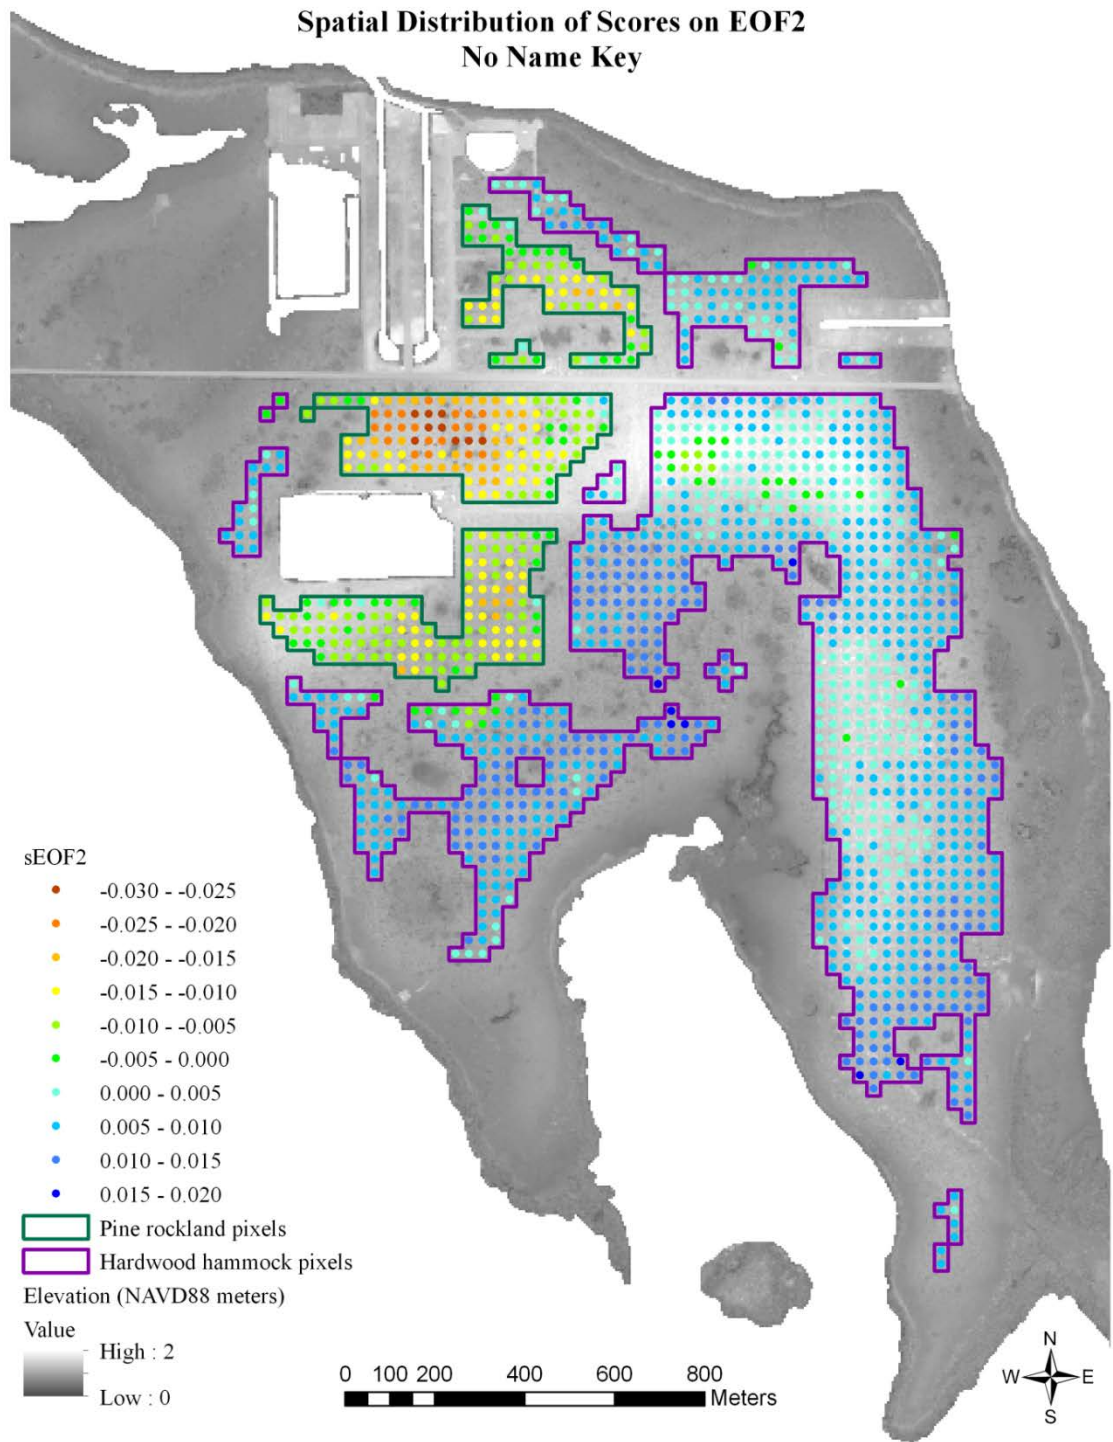 Spatial Distribution of Scores on EOF2
No Name Key
sEOF2
-0.030 - -0.025
-0.025 - -0.020
-0.020 - -0.015
-0.015 - -0.010
-0.010 - -0.005
-0.005 - 0.000
0.000 - 0.005
0.005 - 0.010
0.010 - 0.015
0.015 - 0.020
Pine rockland pixels
Hardwood hammock pixels
Elevation (NAVD88 meters)
Value
High : 2
Low : 0
0 100 200 400 600 800
Meters
N
W E
S